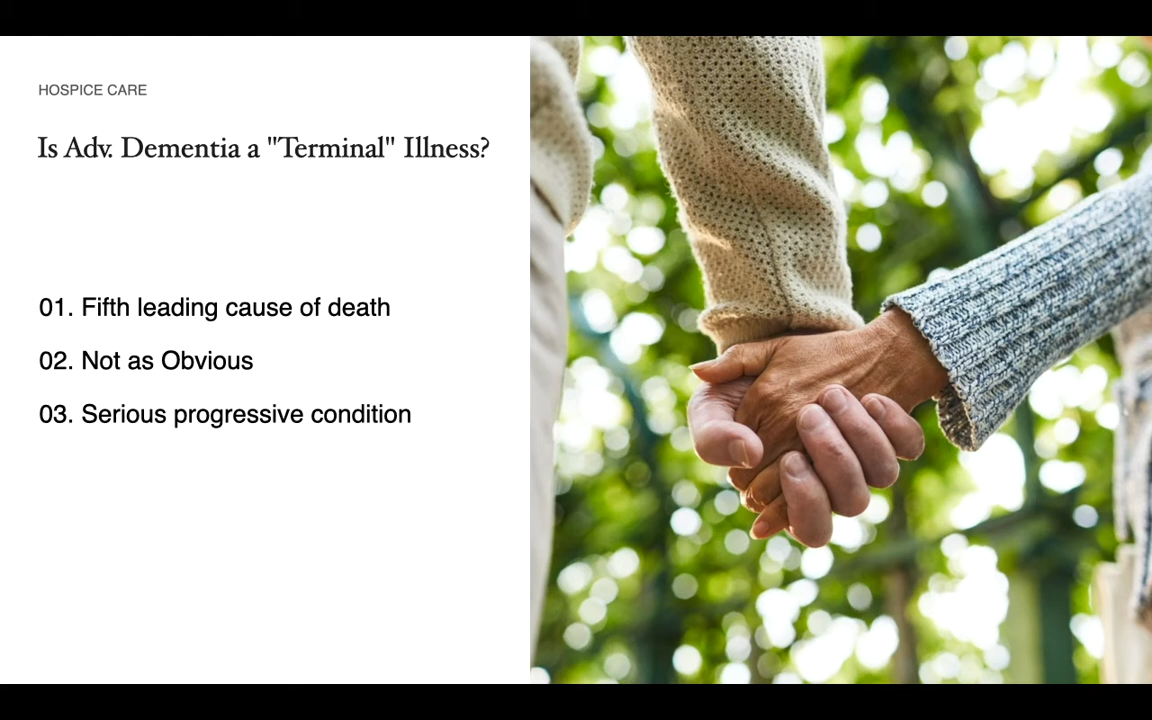 HOSPICE CARE
Is Adv. Dementia a "Terminal" Illness?
01. Fifth leading cause of death
02. Not as Obvious
03. Serious progressive condition